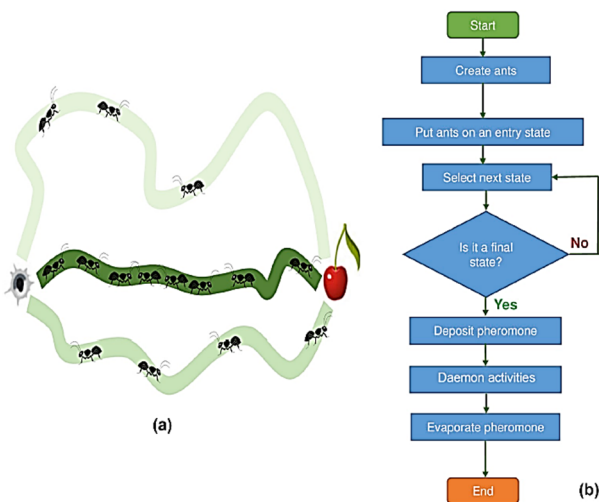 (a)
Start
Create ants
Put ants on an entry state
Select next state
Is it a final
state?
No
Yes
Deposit pheromone
Daemon activities
Evaporate pheromone
End
(b)